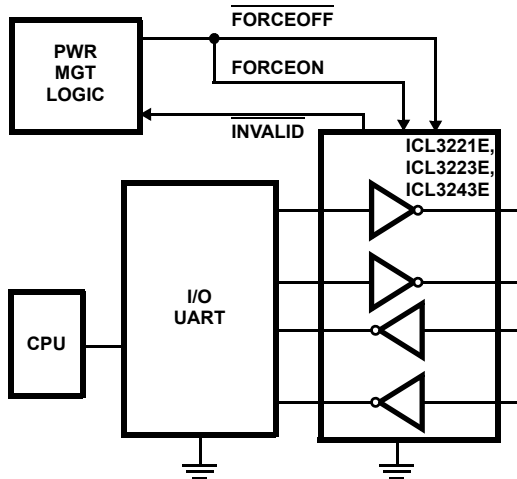 FORCEOFF
PWR
MGT
LOGIC
FORCEON
INVALID
ICL3221E,
ICL3223E,
ICL3243E
I/O
UART
CPU